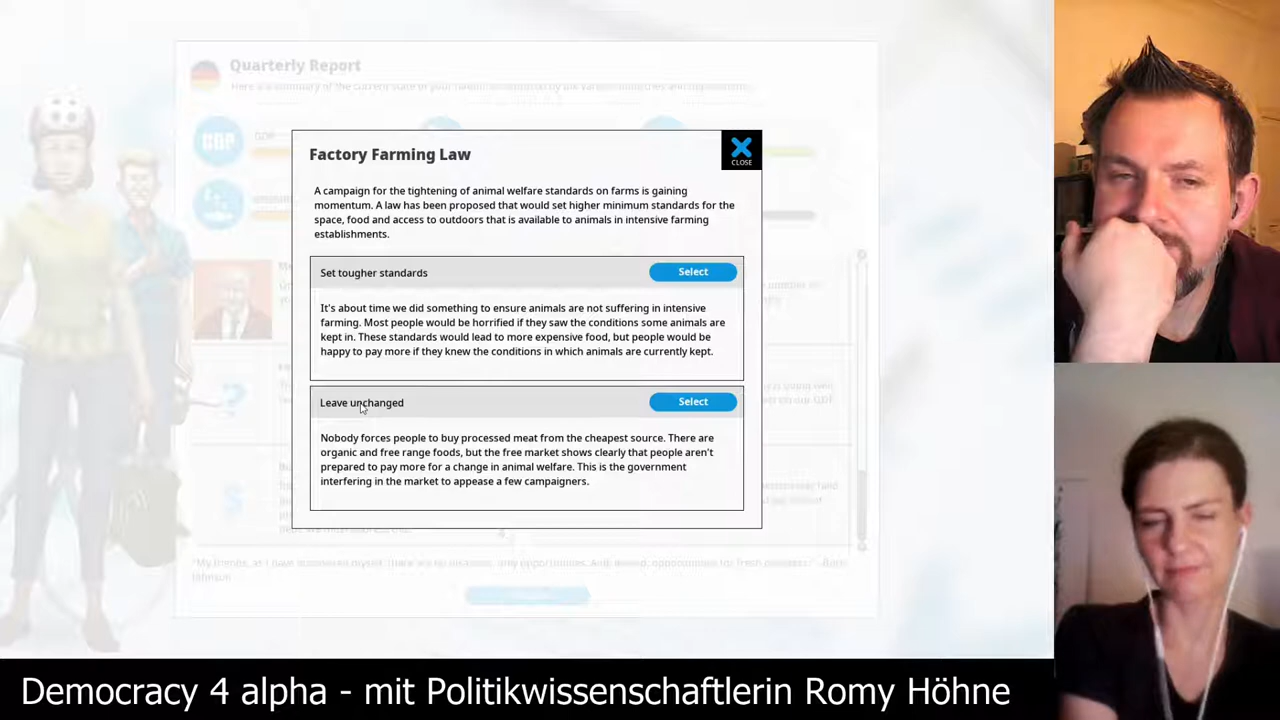 Quarterly Report
GDP
CLOSE
Factory Farming Law
A campaign for the tightening of animal welfare standards on farms is gaining
momentum. A law has been proposed that would set higher minimum standards for the
space, food and access to outdoors that is available to animals in intensive farming
establishments.
Set tougher standards
Select
It's about time we did something to ensure animals are not suffering in intensive
farming. Most people would be horrified if they saw the conditions some animals are
kept in. These standards would lead to more expensive food, but people would be
happy to pay more if they knew the conditions in which animals are currently kept.
Leave unchanged
Select
Nobody forces people to buy processed meat from the cheapest source. There are
organic and free range foods, but the free market shows clearly that people aren't
prepared to pay more for a change in animal welfare. This is the government
interfering in the market to appease a few campaigners.
Democracy 4 alpha - mit Politikwissenschaftlerin Romy Höhne